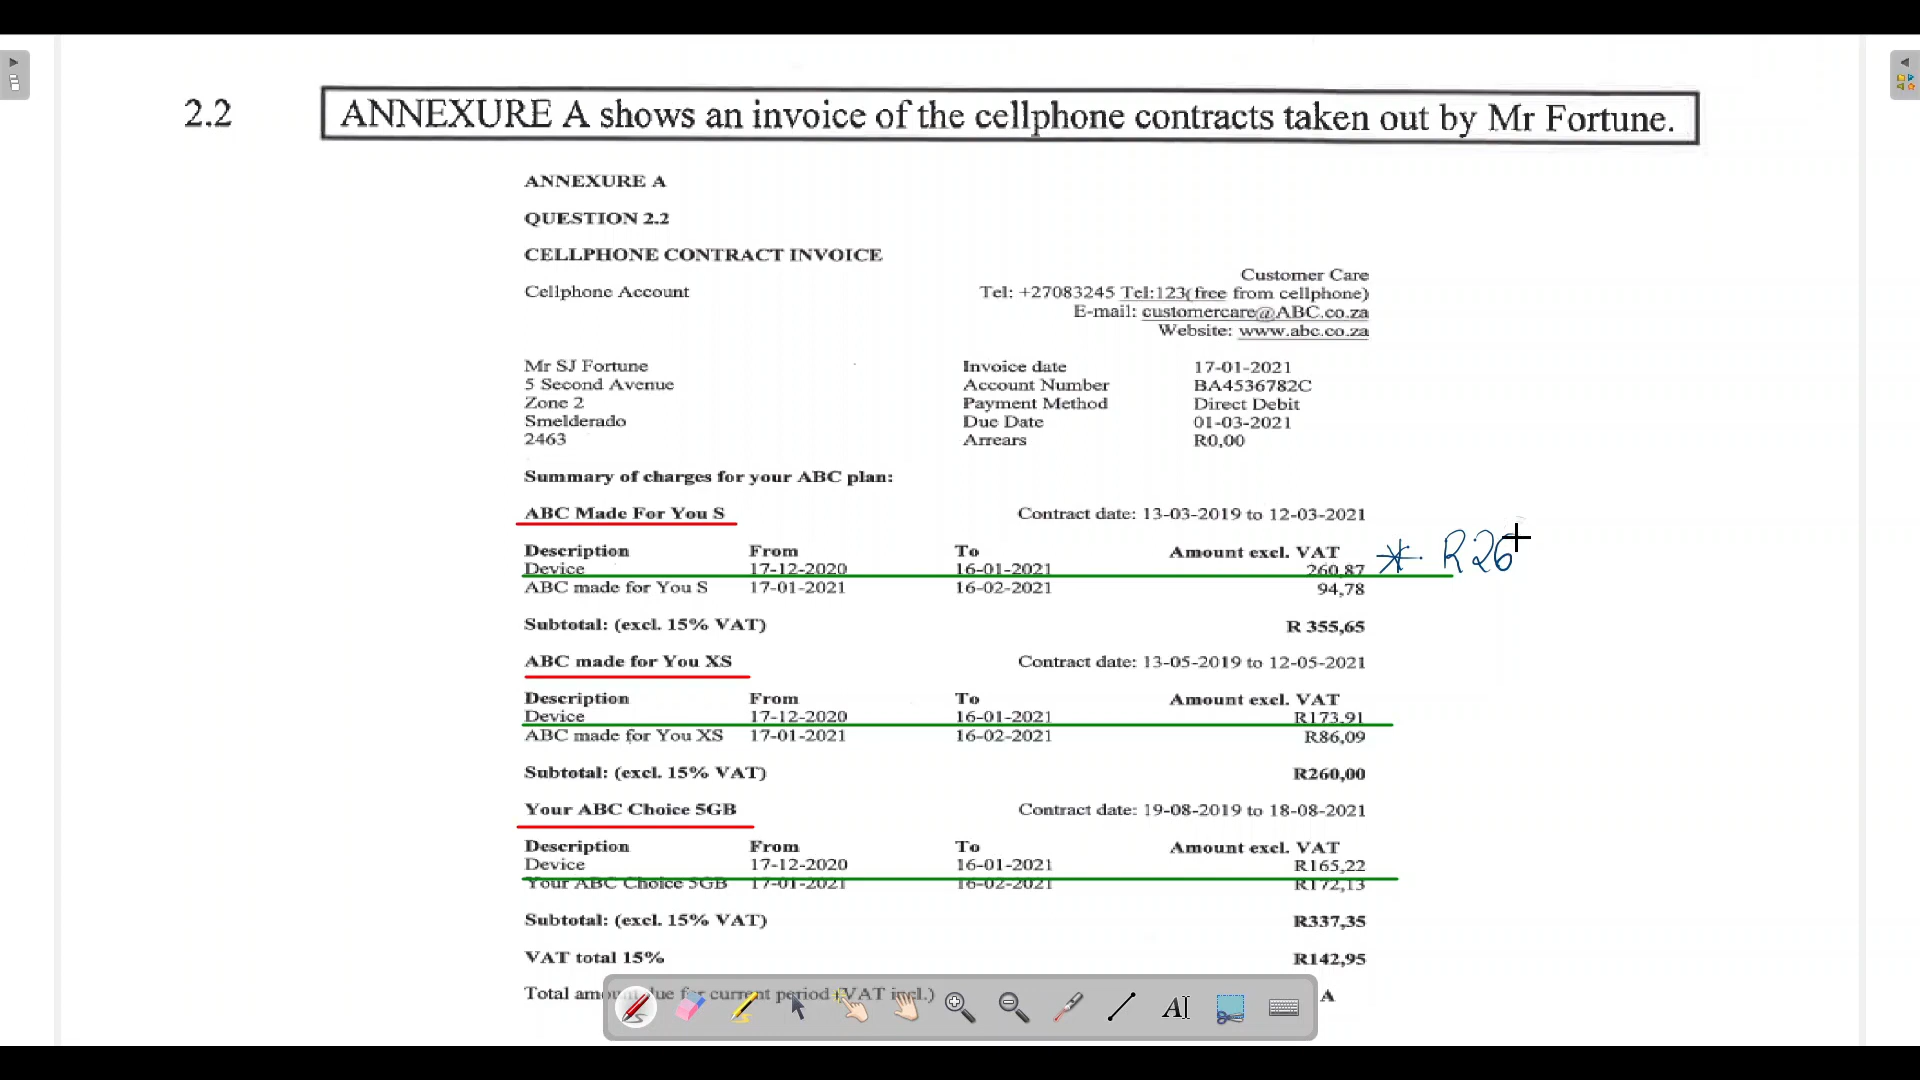 2.2 ANNEXURE A shows an invoice of the cellphone contracts taken out by Mr Fortune.
ANNEXURE A
QUESTION 2.2
CELLPHONE CONTRACT INVOICE
Customer Care
Cellphone Account Tel: +27083245 Tel:123(free from cellphone)
E-mail: customercare@ABC.co.za
Website: www.abc.co.za
Mr SJ Fortune Invoice date 17-01-2021
5 Second Avenue Account Number BA4536782C
Zone 2 Payment Method Direct Debit
Smelderado Due Date 01-03-2021
2463 Arrears R0,00
Summary of charges for your ABC plan:
ABC Made For You S Contract date: 13-03-2019 to 12-03-2021
Description From To Amount excl. VAT * R26
Device 17-12-2020 16-01-2021 260,87
ABC made for You S 17-01-2021 16-02-2021 94,78
Subtotal: (excl. 15% VAT) R 355,65
ABC made for You XS Contract date: 13-05-2019 to 12-05-2021
Description From To Amount excl. VAT
Device 17-12-2020 16-01-2021 R173,91
ABC made for You XS 17-01-2021 16-02-2021 R86,09
Subtotal: (excl. 15% VAT) R260,00
Your ABC Choice 5GB Contract date: 19-08-2019 to 18-08-2021
Description From To Amount excl. VAT
Device 17-12-2020 16-01-2021 R165,22
Your ABC Choice 5GB 17-01-2021 16-02-2021 R172,13
Subtotal: (excl. 15% VAT) R337,35
VAT total 15% R142,95
Total amount due for current period (VAT incl.) A